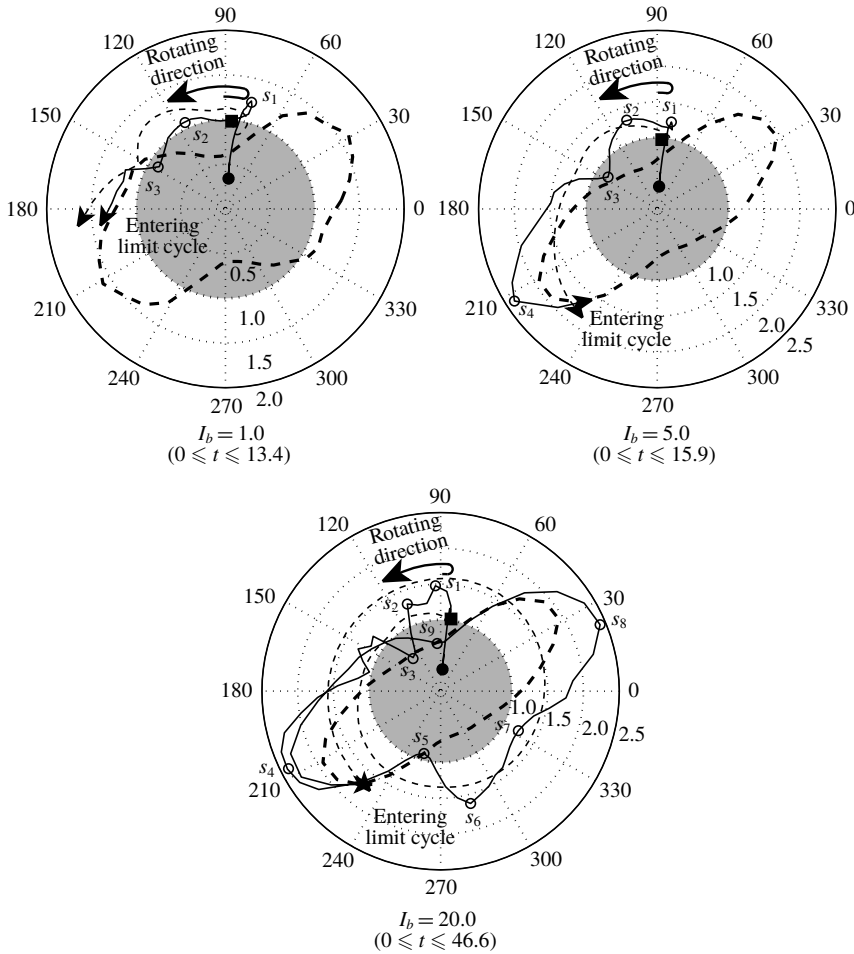 90
120
60
Rotating
direction
s1
150
30
s2
s3
180
0
Entering
limit cycle
0.5
210
1.0
330
1.5
240
300
2.0
270
I_b = 1.0
(0 ⩽ t ⩽ 13.4)
90
120
60
Rotating
direction
s2
s1
150
30
s3
180
0
1.0
1.5
210
s4
Entering
limit cycle
2.0
330
2.5
240
300
270
I_b = 5.0
(0 ⩽ t ⩽ 15.9)
90
120
60
Rotating
direction
s1
s2
150
30
s9
s8
s3
180
0
1.0
1.5
2.0
2.5
s7
s5
s4
210
330
s6
Entering
limit cycle
240
300
270
I_b = 20.0
(0 ⩽ t ⩽ 46.6)